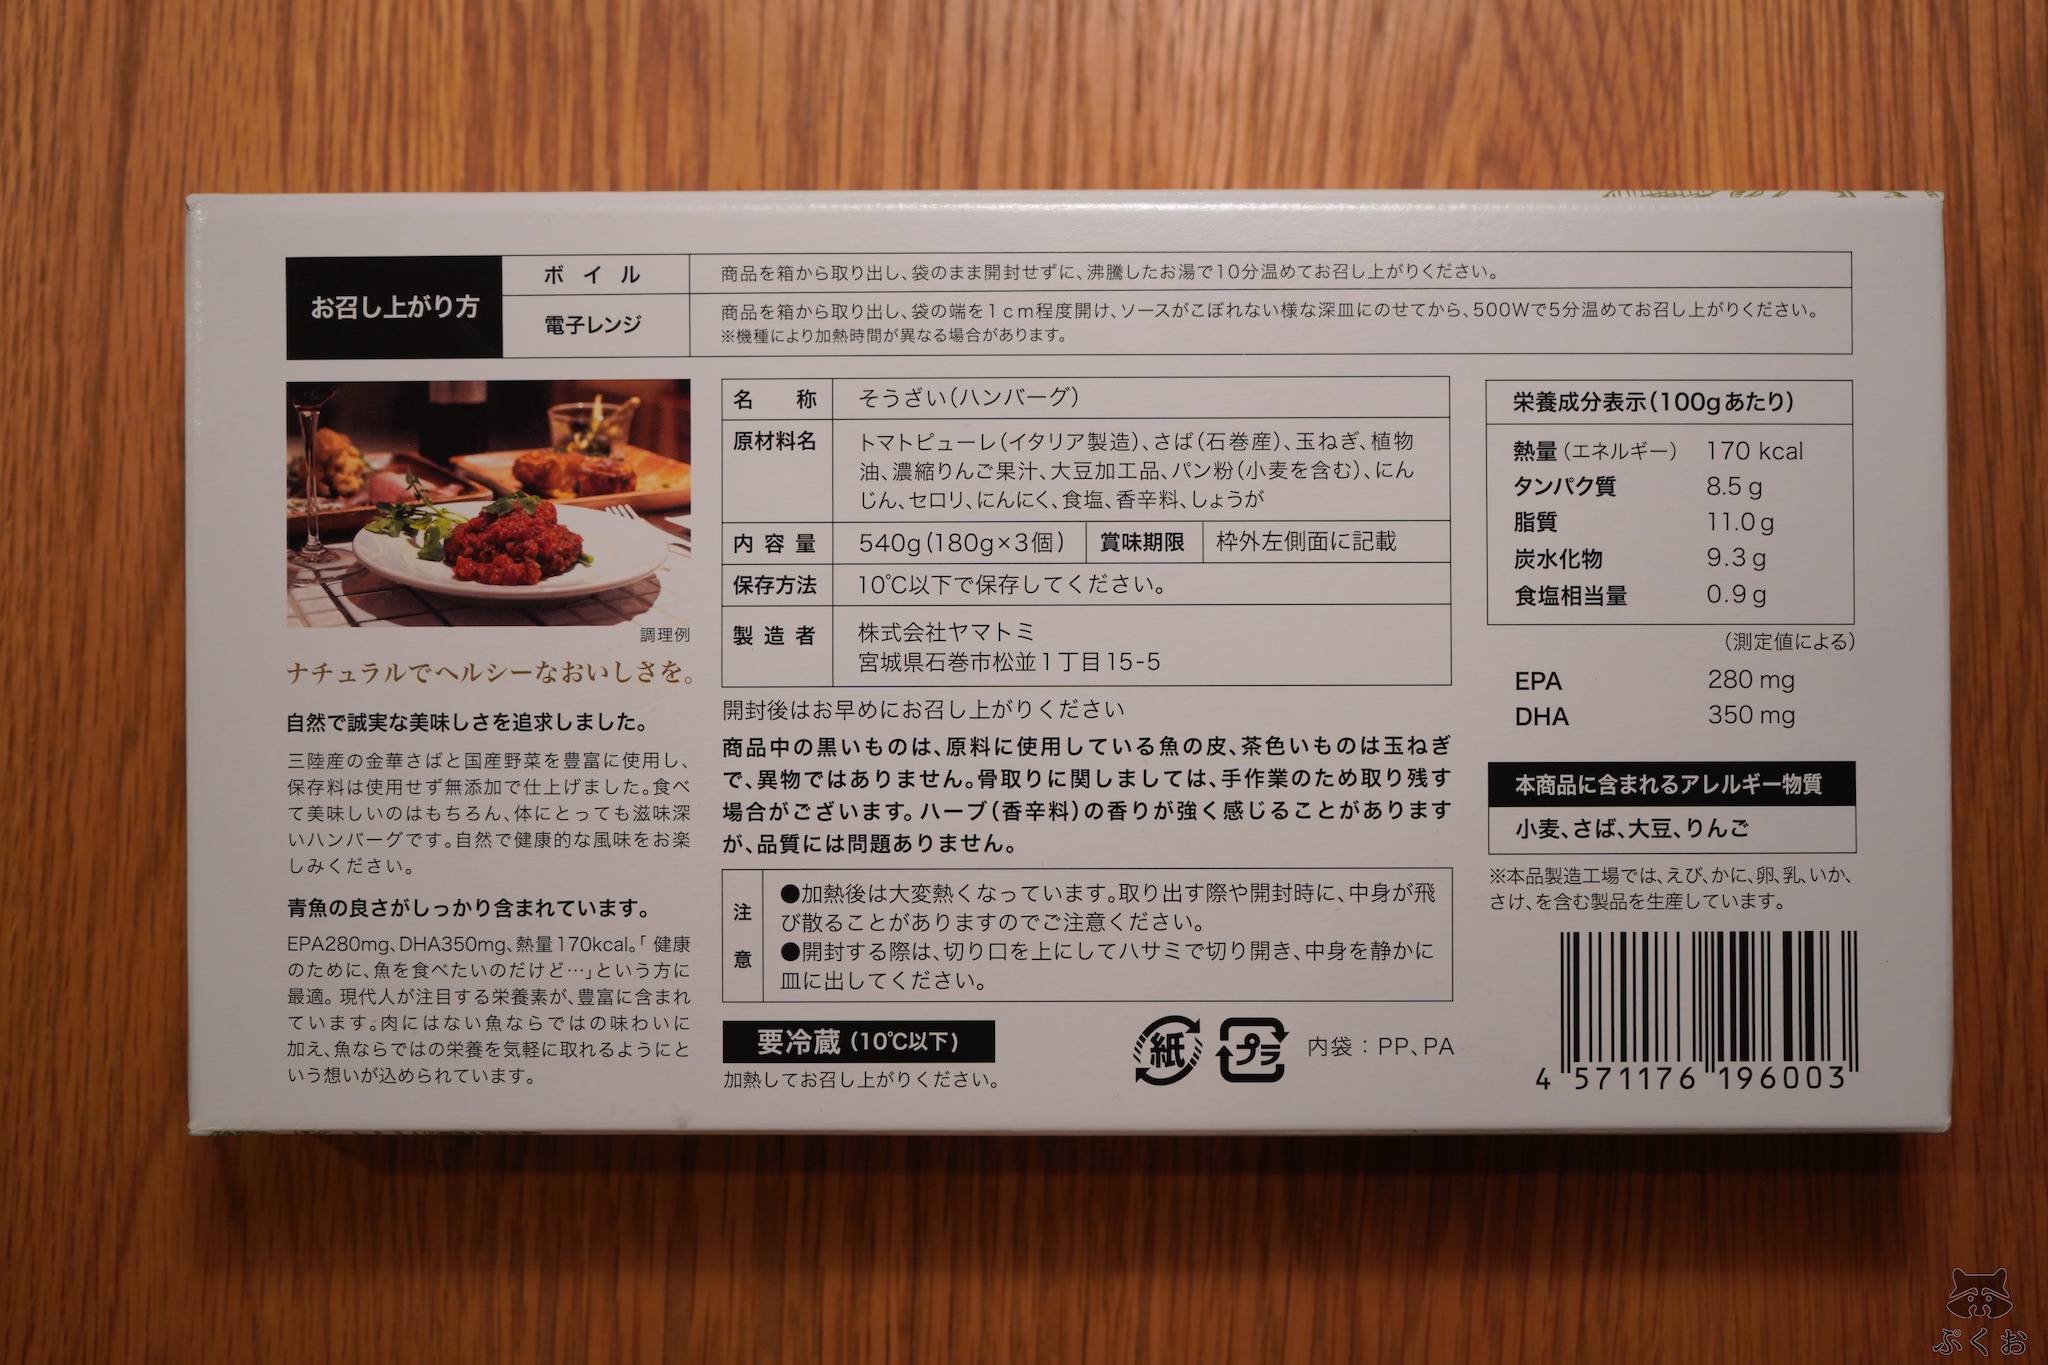 お召し上がり方
ボイル
商品を箱から取り出し、袋のまま開封せずに、沸騰したお湯で10分温めてお召し上がりください。
電子レンジ
商品を箱から取り出し、袋の端を1cm程度開け、ソースがこぼれない様な深皿にのせてから、500Wで5分温めてお召し上がりください。
※機種により加熱時間が異なる場合があります。
調理例
ナチュラルでヘルシーなおいしさを。
自然で誠実な美味しさを追求しました。
三陸産の金華さばと国産野菜を豊富に使用し、
保存料は使用せず無添加で仕上げました。食べ
て美味しいのはもちろん、体にとっても滋味深
いハンバーグです。自然で健康的な風味をお楽
しみください。
青魚の良さがしっかり含まれています。
EPA280mg、DHA350mg、熱量170kcal。「健康
のために、魚を食べたいのだけど…」という方に
最適。現代人が注目する栄養素が、豊富に含まれ
ています。肉にはない魚ならではの味わいに
加え、魚ならではの栄養を気軽に取れるようにと
いう想いが込められています。
名称 そうざい（ハンバーグ）
原材料名 トマトピューレ（イタリア製造）、さば（石巻産）、玉ねぎ、植物
油、濃縮りんご果汁、大豆加工品、パン粉（小麦を含む）、にん
じん、セロリ、にんにく、食塩、香辛料、しょうが
内容量 540g（180g×3個） 賞味期限 枠外左側面に記載
保存方法 10℃以下で保存してください。
製造者 株式会社ヤマトミ
宮城県石巻市松並1丁目15-5
開封後はお早めにお召し上がりください
商品中の黒いものは、原料に使用している魚の皮、茶色いものは玉ねぎ
で、異物ではありません。骨取りに関しましては、手作業のため取り残す
場合がございます。ハーブ（香辛料）の香りが強く感じることがあります
が、品質には問題ありません。
注意
●加熱後は大変熱くなっています。取り出す際や開封時に、中身が飛
び散ることがありますのでご注意ください。
●開封する際は、切り口を上にしてハサミで切り開き、中身を静かに
皿に出してください。
要冷蔵（10℃以下）
加熱してお召し上がりください。
紙 プラ 内袋：PP、PA
栄養成分表示（100gあたり）
熱量（エネルギー） 170 kcal
タンパク質 8.5 g
脂質 11.0 g
炭水化物 9.3 g
食塩相当量 0.9 g
（測定値による）
EPA 280 mg
DHA 350 mg
本商品に含まれるアレルギー物質
小麦、さば、大豆、りんご
※本品製造工場では、えび、かに、卵、乳、いか、
さけ、を含む製品を生産しています。
4 571176 196003
ぷくお